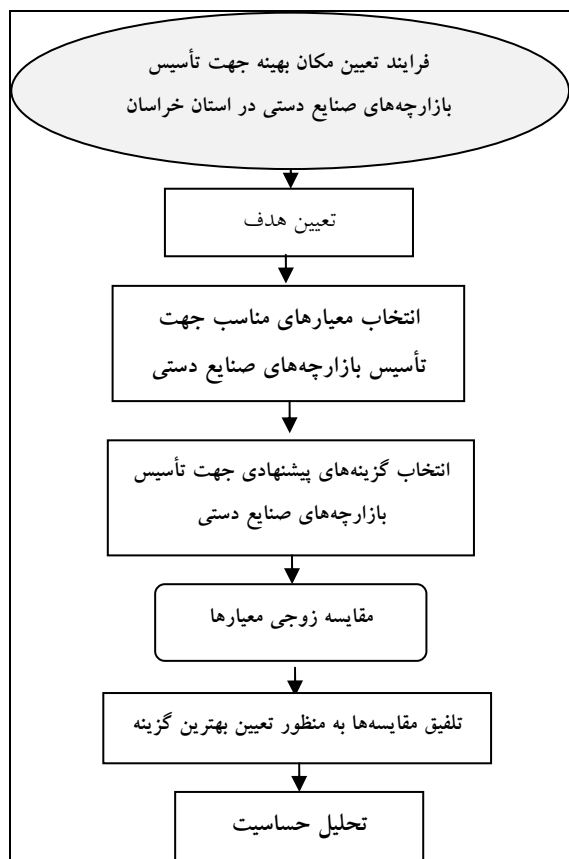 فرایند تعیین مکان بهینه جهت تأسیس
بازارچه‌های صنایع دستی در استان خراسان
تعیین هدف
انتخاب معیارهای مناسب جهت
تأسیس بازارچه‌های صنایع دستی
انتخاب گزینه‌های پیشنهادی جهت تأسیس
بازارچه‌های صنایع دستی
مقایسه زوجی معیارها
تلفیق مقایسه‌ها به منظور تعیین بهترین گزینه
تحلیل حساسیت